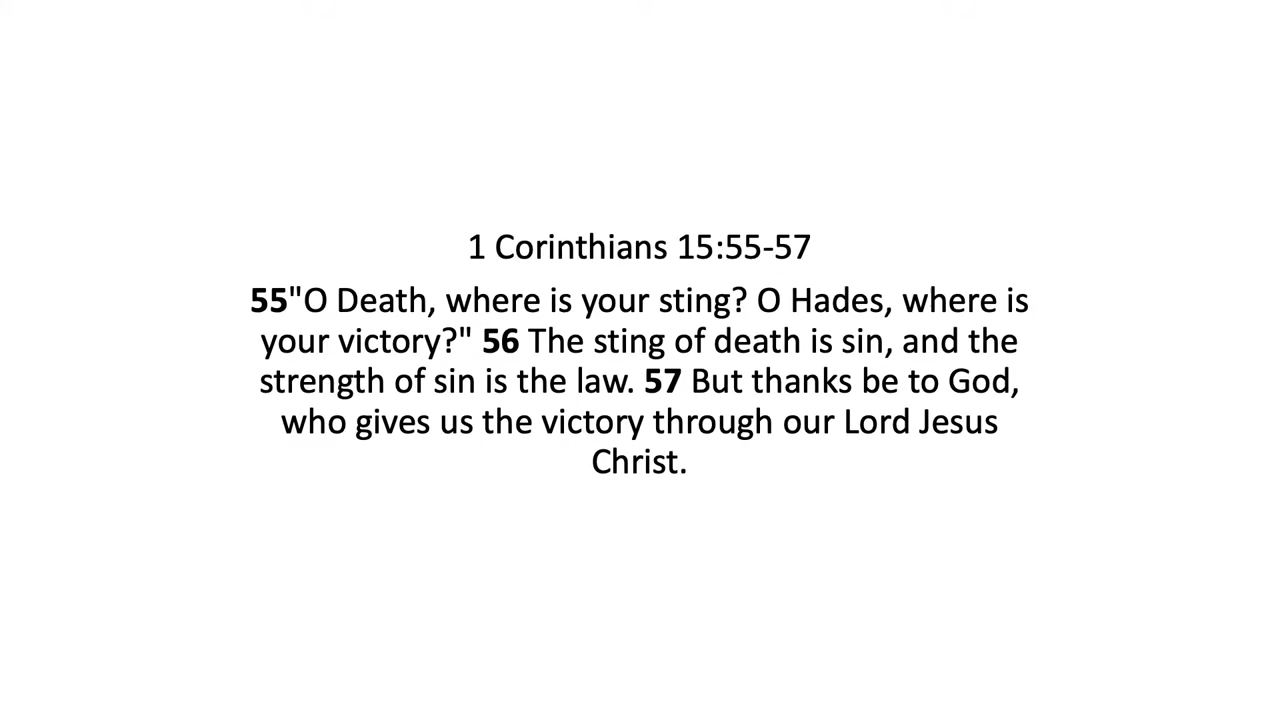 1 Corinthians 15:55-57
55"O Death, where is your sting? O Hades, where is
your victory?" 56 The sting of death is sin, and the
strength of sin is the law. 57 But thanks be to God,
who gives us the victory through our Lord Jesus
Christ.